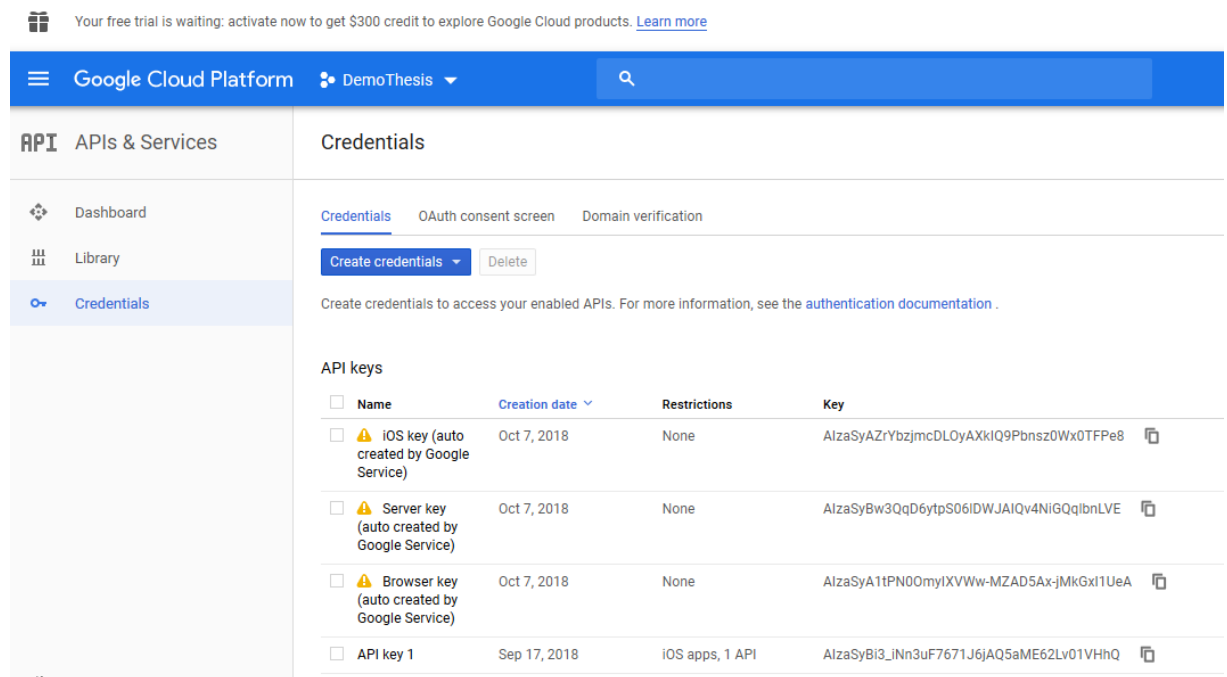 Your free trial is waiting: activate now to get $300 credit to explore Google Cloud products. Learn more
Google Cloud Platform DemoThesis
API APIs & Services
Credentials
Dashboard
Library
Credentials
Credentials OAuth consent screen Domain verification
Create credentials Delete
Create credentials to access your enabled APIs. For more information, see the authentication documentation .
API keys
Name Creation date Restrictions Key
iOS key (auto Oct 7, 2018 None
created by Google
Service)
Server key Oct 7, 2018 None
(auto created by
Google Service)
Browser key Oct 7, 2018 None
(auto created by
Google Service)
API key 1 Sep 17, 2018 iOS apps, 1 API